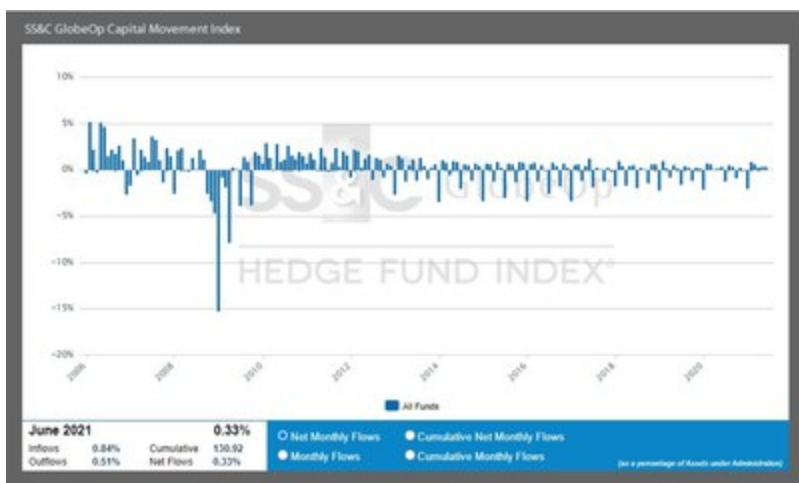 SS&C GlobeOp Capital Movement Index
10%
5%
0%
-5%
-10%
-15%
-20%
SS&C GlobeOp
HEDGE FUND INDEX®
2006 2008 2010 2012 2014 2016 2018 2020
All Funds
June 2021 0.33%
Inflows 0.84% Cumulative 130.92
Outflows 0.51% Net Flows 0.33%
Net Monthly Flows Cumulative Net Monthly Flows
Monthly Flows Cumulative Monthly Flows
(as a percentage of Assets under Administration)